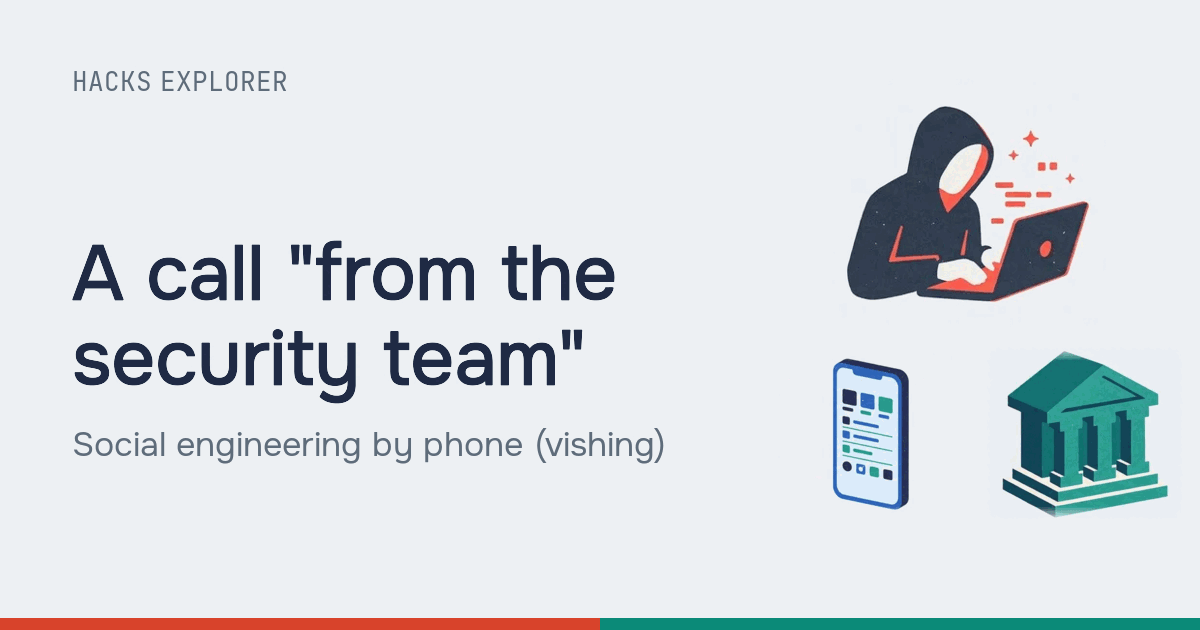 HACKS EXPLORER
A call "from the
security team"
Social engineering by phone (vishing)